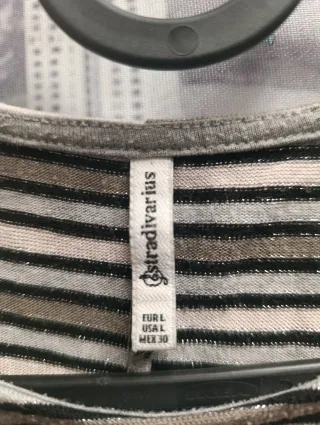 stradivarius
EUR L
USA L
MEX 30